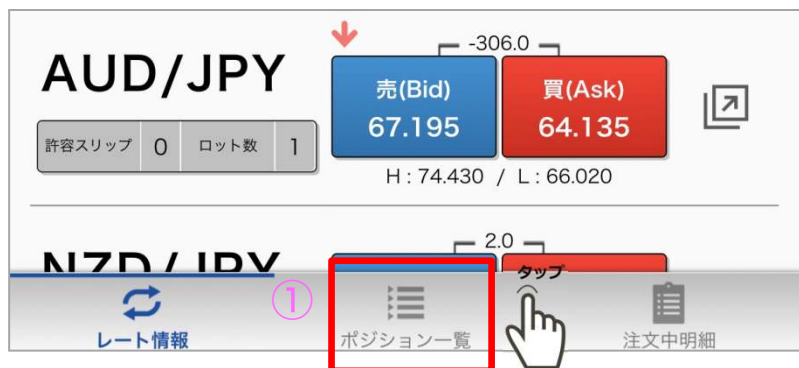 -306.0
AUD/JPY
売(Bid) 買(Ask)
67.195 64.135
許容スリップ 0 ロット数 1
H : 74.430 / L : 66.020
2.0
NZD/JPY
タップ
①
レート情報 ポジション一覧 注文中明細